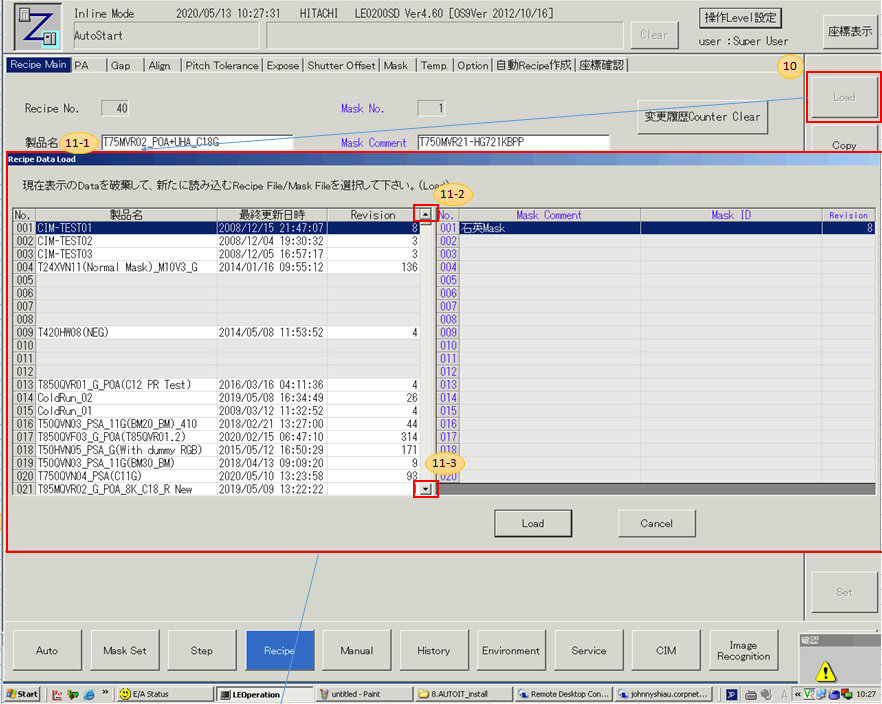 Inline Mode 2020/05/13 10:27:31 HITACHI LE0200SD Ver4.60 [OS9Ver 2012/10/16]
AutoStart
Clear
操作Level設定
user :Super User
座標表示
Recipe Main PA Gap Align. Pitch Tolerance Expose Shutter Offset Mask Temp. Option 自動Recipe作成 座標確認
10
Load
Recipe No. 40 Mask No. 1
変更履歴Counter Clear
製品名 11-1 T75MVR02_POA+UHA_C18G Mask Comment T750MVR21-HG721KBPP
Copy
Recipe Data Load
現在表示のDataを破棄して、新たに読み込むRecipe File/Mask Fileを選択して下さい。(Load)
11-2
No. 製品名 最終更新日時 Revision No. Mask Comment Mask ID Revision
001 CIM-TEST01 2008/12/15 21:47:07 8 001 石英Mask 8
002 CIM-TEST02 2008/12/04 19:30:32 3 002
003 CIM-TEST03 2008/12/05 16:57:17 3 003
004 T24XVN11(Normal Mask)_M10V3_G 2014/01/16 09:55:12 136 004
005 005
006 006
007 007
008 008
009 T420HW08(NEG) 2014/05/08 11:53:52 4 009
010 010
011 011
012 012
013 T850QVR01_G_POA(C12 PR Test) 2016/03/16 04:11:36 4 013
014 ColdRun_02 2019/05/08 16:34:49 26 014
015 ColdRun_01 2009/03/12 11:32:52 4 015
016 T50QVN03_PSA_11G(BM20_BM)_410 2018/02/21 13:27:00 44 016
017 T850QVF03_G_POA(T85QVR01.2) 2020/02/15 06:47:10 314 017
018 T50HVN05_PSA_G(With dummy RGB) 2015/05/12 16:50:29 171 018
019 T50QVN03_PSA_11G(BM30_BM) 2018/04/13 09:09:20 9 019
11-3
020 T750QVN04_PSA(C11G) 2020/05/10 13:23:58 93 020
021 T85MQVR02_G_POA_8K_C18_R New 2019/05/09 13:22:22
Load Cancel
Set
Auto Mask Set Step Recipe Manual History Environment Service CIM Image Recognition
確認
Start » E/A Status LEOperation untitled - Paint 8.AUTOIT_install Remote Desktop Con... johnnyshiau.corpnet... JP A « 10:27